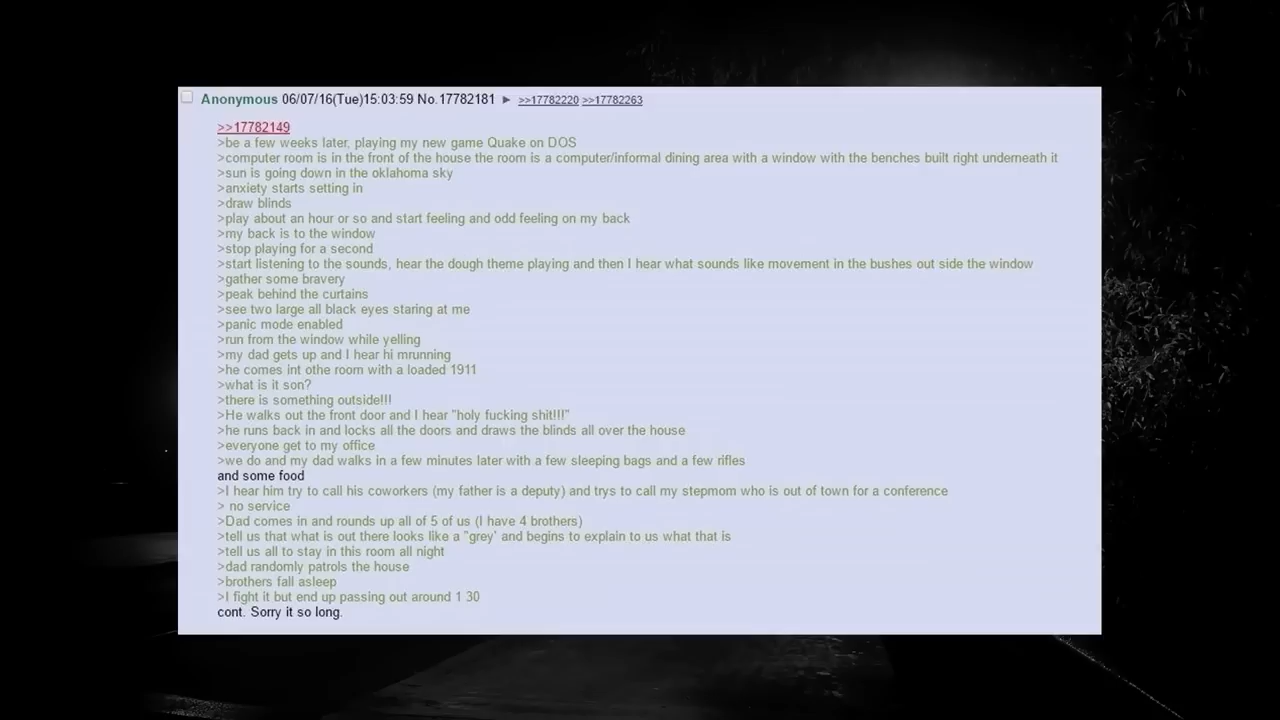 Anonymous 06/07/16(Tue)15:03:59 No.17782181 ▶ >>17782220 >>17782263
>>17782149
>be a few weeks later, playing my new game Quake on DOS
>computer room is in the front of the house the room is a computer/informal dining area with a window with the benches built right underneath it
>sun is going down in the oklahoma sky
>anxiety starts setting in
>draw blinds
>play about an hour or so and start feeling and odd feeling on my back
>my back is to the window
>stop playing for a second
>start listening to the sounds, hear the dough theme playing and then I hear what sounds like movement in the bushes out side the window
>gather some bravery
>peak behind the curtains
>see two large all black eyes staring at me
>panic mode enabled
>run from the window while yelling
>my dad gets up and I hear hi mrunning
>he comes int othe room with a loaded 1911
>what is it son?
>there is something outside!!!
>He walks out the front door and I hear "holy fucking shit!!!"
>he runs back in and locks all the doors and draws the blinds all over the house
>everyone get to my office
>we do and my dad walks in a few minutes later with a few sleeping bags and a few rifles
and some food
>I hear him try to call his coworkers (my father is a deputy) and trys to call my stepmom who is out of town for a conference
> no service
>Dad comes in and rounds up all of 5 of us (I have 4 brothers)
>tell us that what is out there looks like a "grey' and begins to explain to us what that is
>tell us all to stay in this room all night
>dad randomly patrols the house
>brothers fall asleep
>I fight it but end up passing out around 1 30
cont. Sorry it so long.